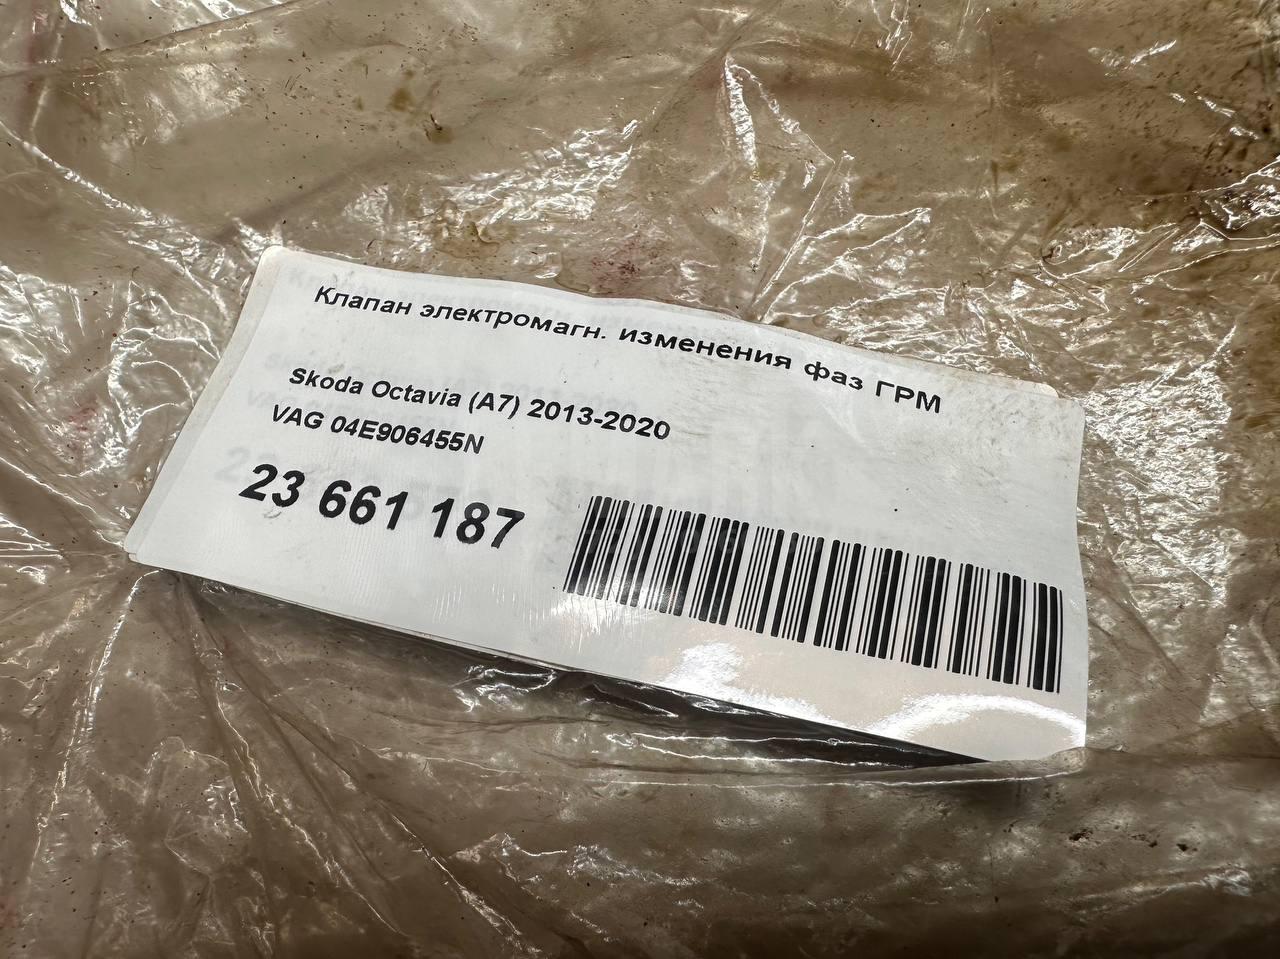 Клапан электромагн. изменения фаз ГРМ
Skoda Octavia (A7) 2013-2020
VAG 04E906455N
23 661 187